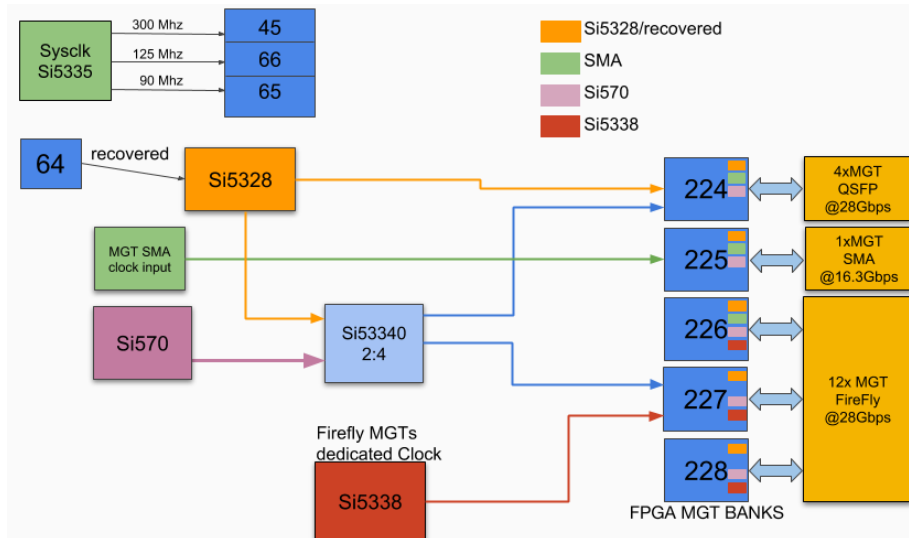 300 Mhz
45
Sysclk
Si5335
125 Mhz
66
90 Mhz
65
Si5328/recovered
SMA
Si570
Si5338
64
recovered
Si5328
224
4xMGT
QSFP
@28Gbps
MGT SMA
clock input
225
1xMGT
SMA
@16.3Gbps
Si570
Si53340
2:4
226
227
12x MGT
FireFly
@28Gbps
Firefly MGTs
dedicated Clock
Si5338
228
FPGA MGT BANKS